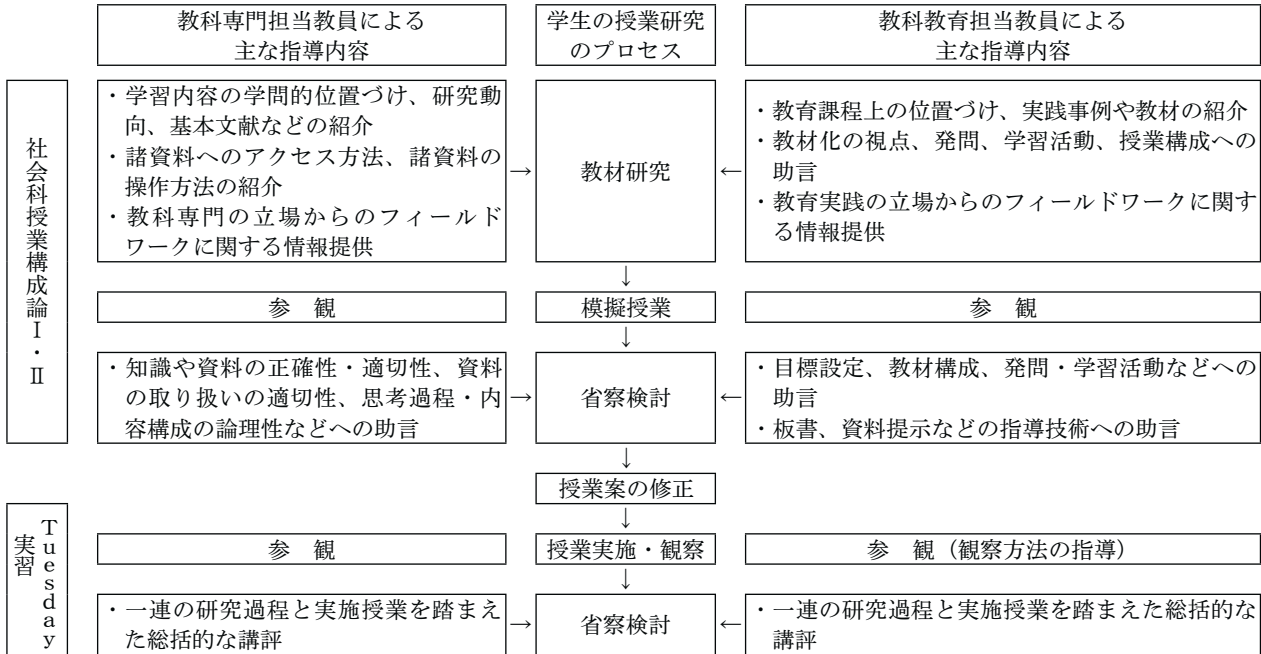 教科専門担当教員による
主な指導内容
学生の授業研究
のプロセス
教科教育担当教員による
主な指導内容
社会科授業構成論Ⅰ・Ⅱ
・学習内容の学問的位置づけ、研究動
向、基本文献などの紹介
・諸資料へのアクセス方法、諸資料の
操作方法の紹介
・教科専門の立場からのフィールド
ワークに関する情報提供
→
教材研究
←
・教育課程上の位置づけ、実践事例や教材の紹介
・教材化の視点、発問、学習活動、授業構成への
助言
・教育実践の立場からのフィールドワークに関す
る情報提供
↓
参 観
模擬授業
参 観
↓
・知識や資料の正確性・適切性、資料
の取り扱いの適切性、思考過程・内
容構成の論理性などへの助言
→
省察検討
←
・目標設定、教材構成、発問・学習活動などへの
助言
・板書、資料提示などの指導技術への助言
↓
授業案の修正
↓
Tuesday
実習
参 観
授業実施・観察
参 観（観察方法の指導）
↓
・一連の研究過程と実施授業を踏まえ
た総括的な講評
→
省察検討
←
・一連の研究過程と実施授業を踏まえた総括的な
講評